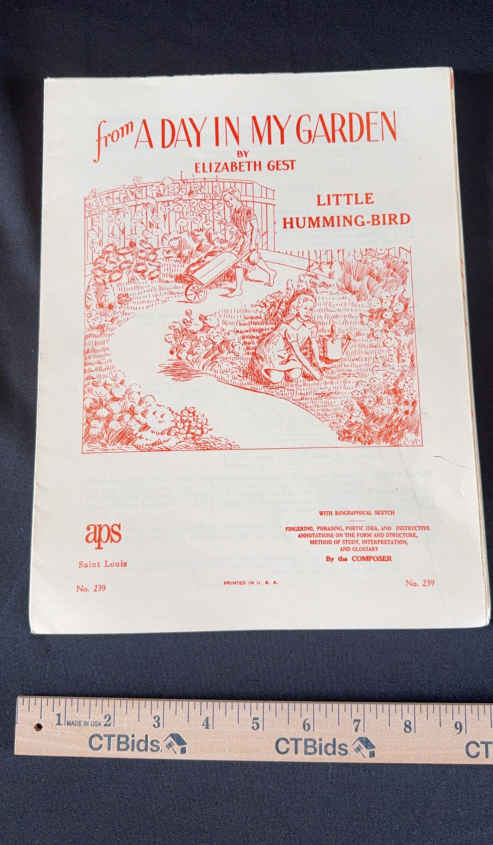 from A DAY IN MY GARDEN
BY
ELIZABETH GEST
LITTLE
HUMMING-BIRD
WITH BIOGRAPHICAL SKETCH
FINGERING, PHRASING, POETIC IDEA, AND INSTRUCTIVE
ANNOTATIONS ON THE FORM AND STRUCTURE,
METHOD OF STUDY, INTERPRETATION,
AND GLOSSARY
By the COMPOSER
aps
Saint Louis
No. 239
PRINTED IN U. S. A.
No. 239
1 MADE IN USA 2 3 4 5 6 7 8 9
CTBids. CTBids CT